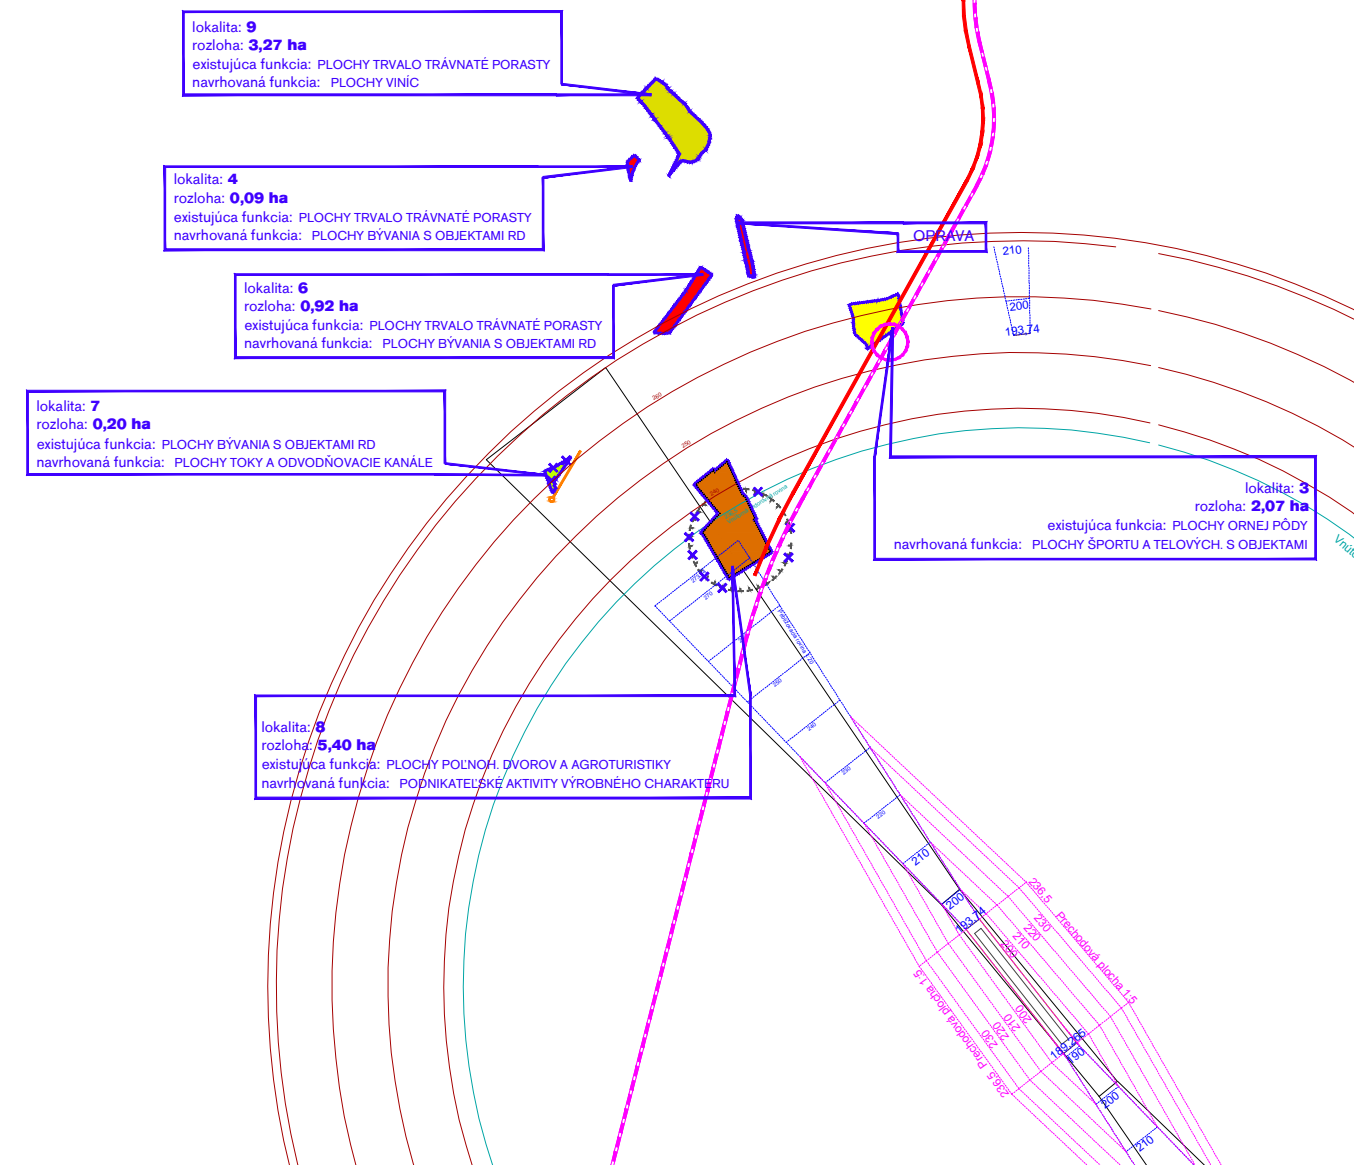 lokalita: 9
rozloha: 3,27 ha
existujúca funkcia: PLOCHY TRVALO TRÁVNATÉ PORASTY
navrhovaná funkcia: PLOCHY VINÍC
lokalita: 4
rozloha: 0,09 ha
existujúca funkcia: PLOCHY TRVALO TRÁVNATÉ PORASTY
navrhovaná funkcia: PLOCHY BÝVANIA S OBJEKTAMI RD
OPRAVA
210
200
193,74
lokalita: 6
rozloha: 0,92 ha
existujúca funkcia: PLOCHY TRVALO TRÁVNATÉ PORASTY
navrhovaná funkcia: PLOCHY BÝVANIA S OBJEKTAMI RD
260
250
lokalita: 7
rozloha: 0,20 ha
existujúca funkcia: PLOCHY BÝVANIA S OBJEKTAMI RD
navrhovaná funkcia: PLOCHY TOKY A ODVODŇOVACIE KANÁLE
lokalita: 3
rozloha: 2,07 ha
existujúca funkcia: PLOCHY ORNEJ PÔDY
navrhovaná funkcia: PLOCHY ŠPORTU A TELOVÝCH. S OBJEKTAMI
270
lokalita: 8
rozloha: 5,40 ha
existujúca funkcia: PLOCHY POĽNOH. DVOROV A AGROTURISTIKY
navrhovaná funkcia: PODNIKATEĽSKÉ AKTIVITY VÝROBNÉHO CHARAKTERU
250
240
230
220
210
200
193,74
236,5
Prechodová plocha 1:5
230
220
210
200
Prechodová plocha 1:5
236,5
230
220
210
200
190
200
210